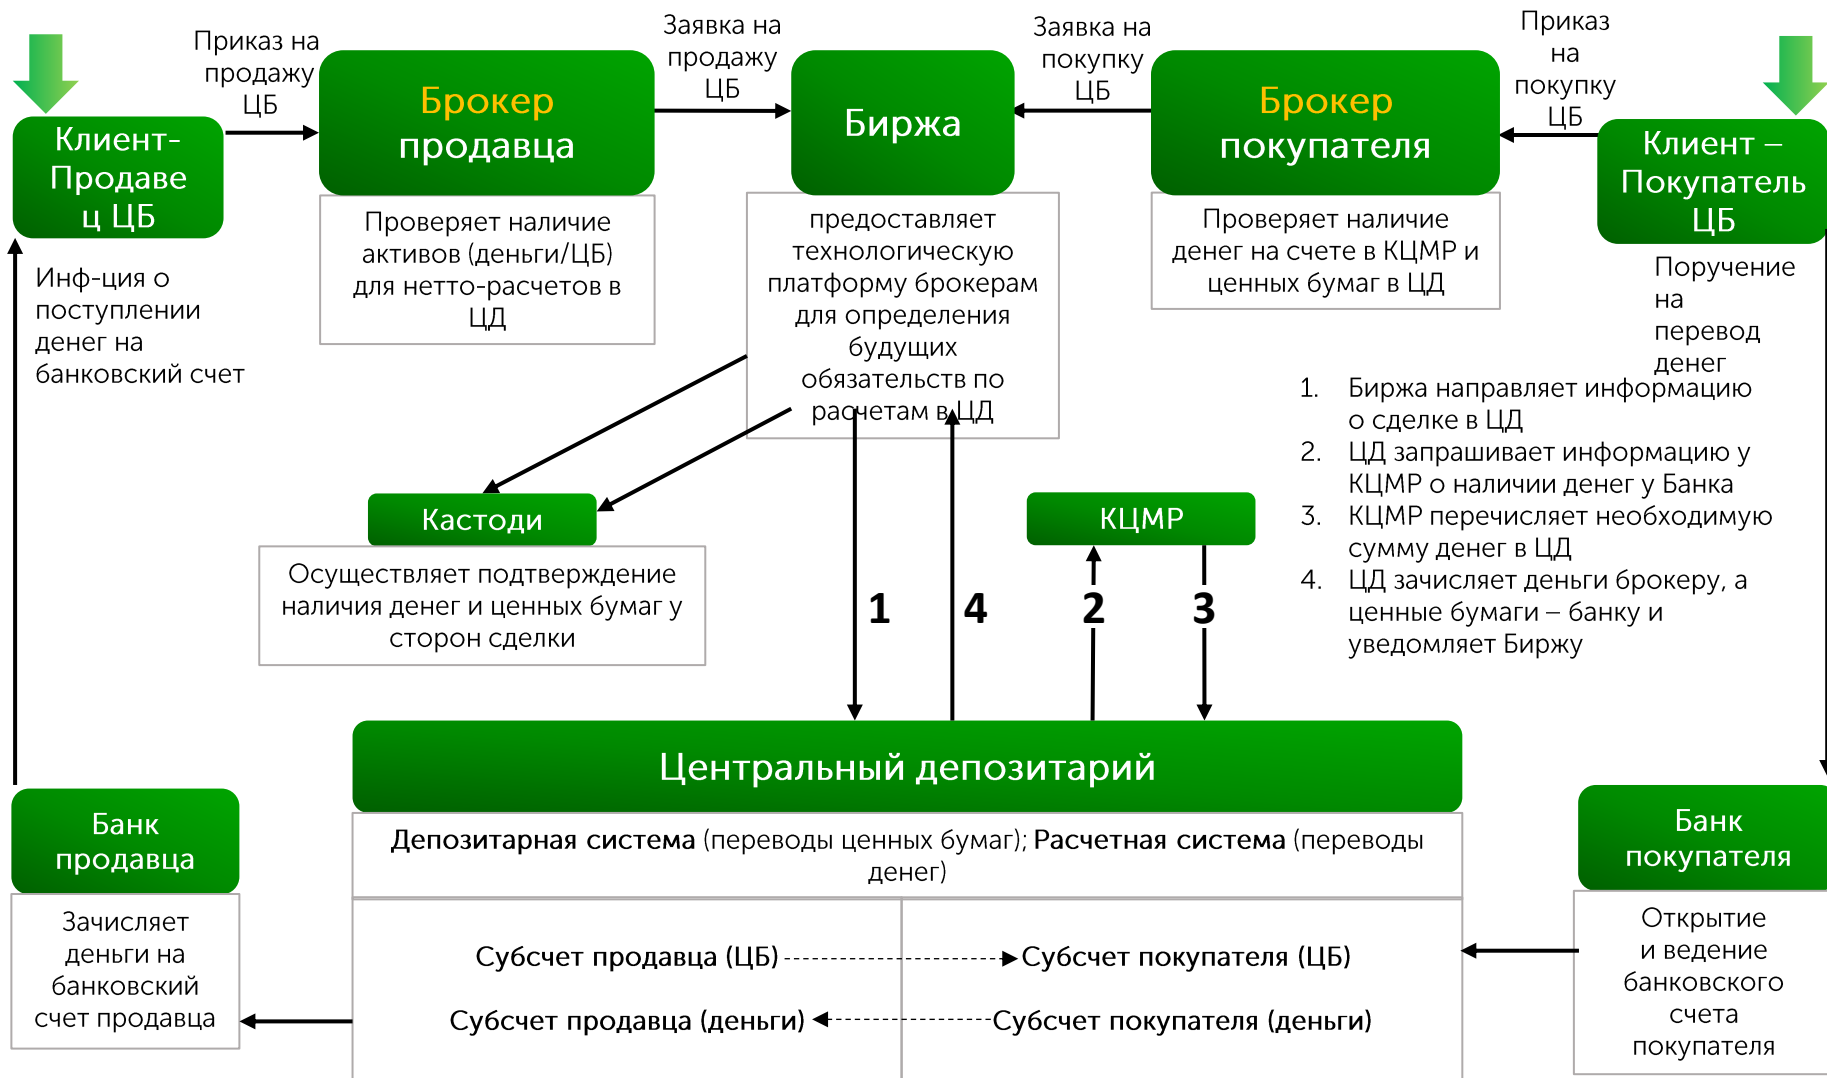 Приказ на
продажу
ЦБ
Заявка на
продажу
ЦБ
Заявка на
покупку
ЦБ
Приказ
на
покупку
ЦБ
Клиент-
Продаве
ц ЦБ
Брокер
продавца
Биржа
Брокер
покупателя
Клиент –
Покупатель
ЦБ
Проверяет наличие
активов (деньги/ЦБ)
для нетто-расчетов в
ЦД
предоставляет
технологическую
платформу брокерам
для определения
будущих
обязательств по
расчетам в ЦД
Проверяет наличие
денег на счете в КЦМР и
ценных бумаг в ЦД
Инф-ция о
поступлении
денег на
банковский счет
Поручение
на
перевод
денег
1. Биржа направляет информацию
о сделке в ЦД
2. ЦД запрашивает информацию у
КЦМР о наличии денег у Банка
3. КЦМР перечисляет необходимую
сумму денег в ЦД
4. ЦД зачисляет деньги брокеру, а
ценные бумаги – банку и
уведомляет Биржу
Кастоди
Осуществляет подтверждение
наличия денег и ценных бумаг у
сторон сделки
КЦМР
1
4
2
3
Центральный депозитарий
Депозитарная система (переводы ценных бумаг); Расчетная система (переводы
денег)
Субсчет продавца (ЦБ)
Субсчет покупателя (ЦБ)
Субсчет продавца (деньги)
Субсчет покупателя (деньги)
Банк
продавца
Зачисляет
деньги на
банковский
счет продавца
Банк
покупателя
Открытие
и ведение
банковского
счета
покупателя